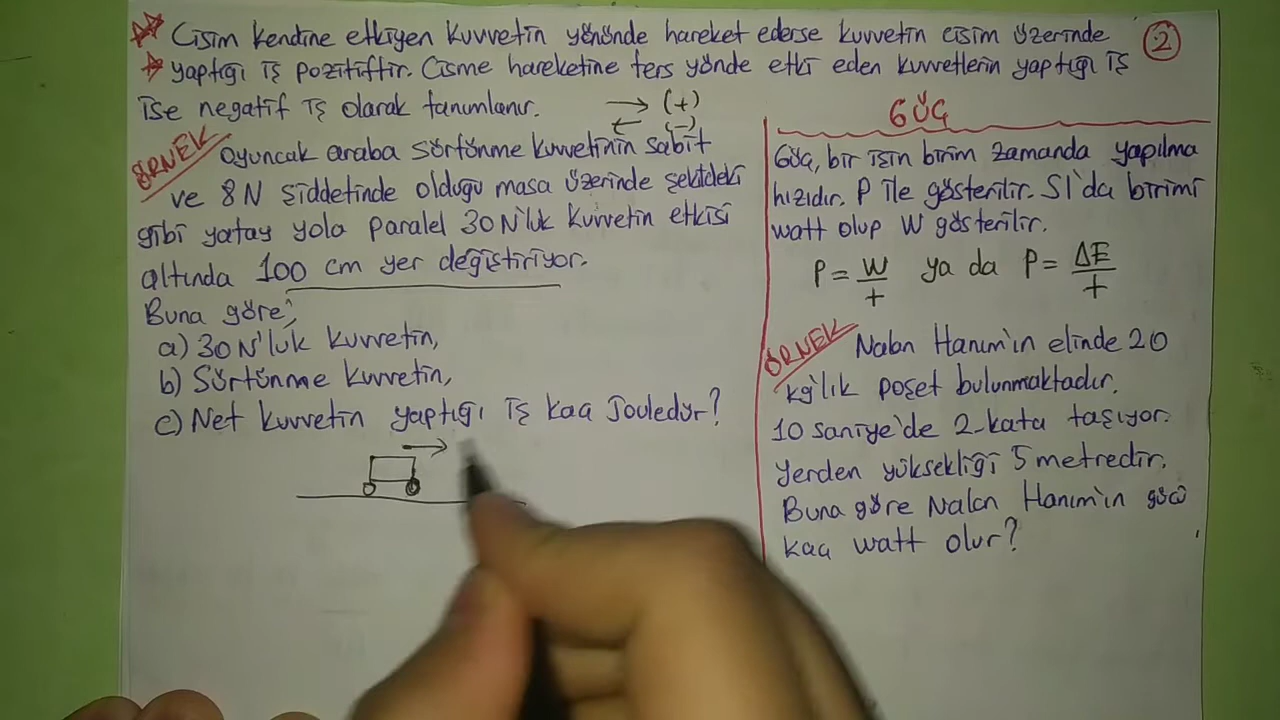 Cisim kendine etkiyen kuvvetin yönünde hareket ederse kuvvetin cisim üzerinde
yaptığı iş pozitiftir. Cisme hareketine ters yönde etki eden kuvvetlerin yaptığı iş
ise negatif iş olarak tanımlanır.
→ (+)
← (-)
2
ÖRNEK
Oyuncak araba sürtünme kuvvetinin sabit
ve 8 N şiddetinde olduğu masa üzerinde şekildeki
gibi yatay yola paralel 30 N'luk kuvvetin etkisi
altında 100 cm yer değiştiriyor.
Buna göre;
a) 30 N'luk kuvvetin,
b) Sürtünme kuvvetin,
c) Net kuvvetin yaptığı iş kaç Jouledür?
GÜÇ
Güç, bir işin birim zamanda yapılma
hızıdır. P ile gösterilir. SI'da birimi
watt olup W gösterilir.
P = W/t ya da P = ΔE/t
ÖRNEK
Nalan Hanım'ın elinde 20
kg'lık poşet bulunmaktadır.
10 saniye'de 2.kata taşıyor.
Yerden yüksekliği 5 metredir.
Buna göre Nalan Hanım'ın gücü
kaç watt olur?